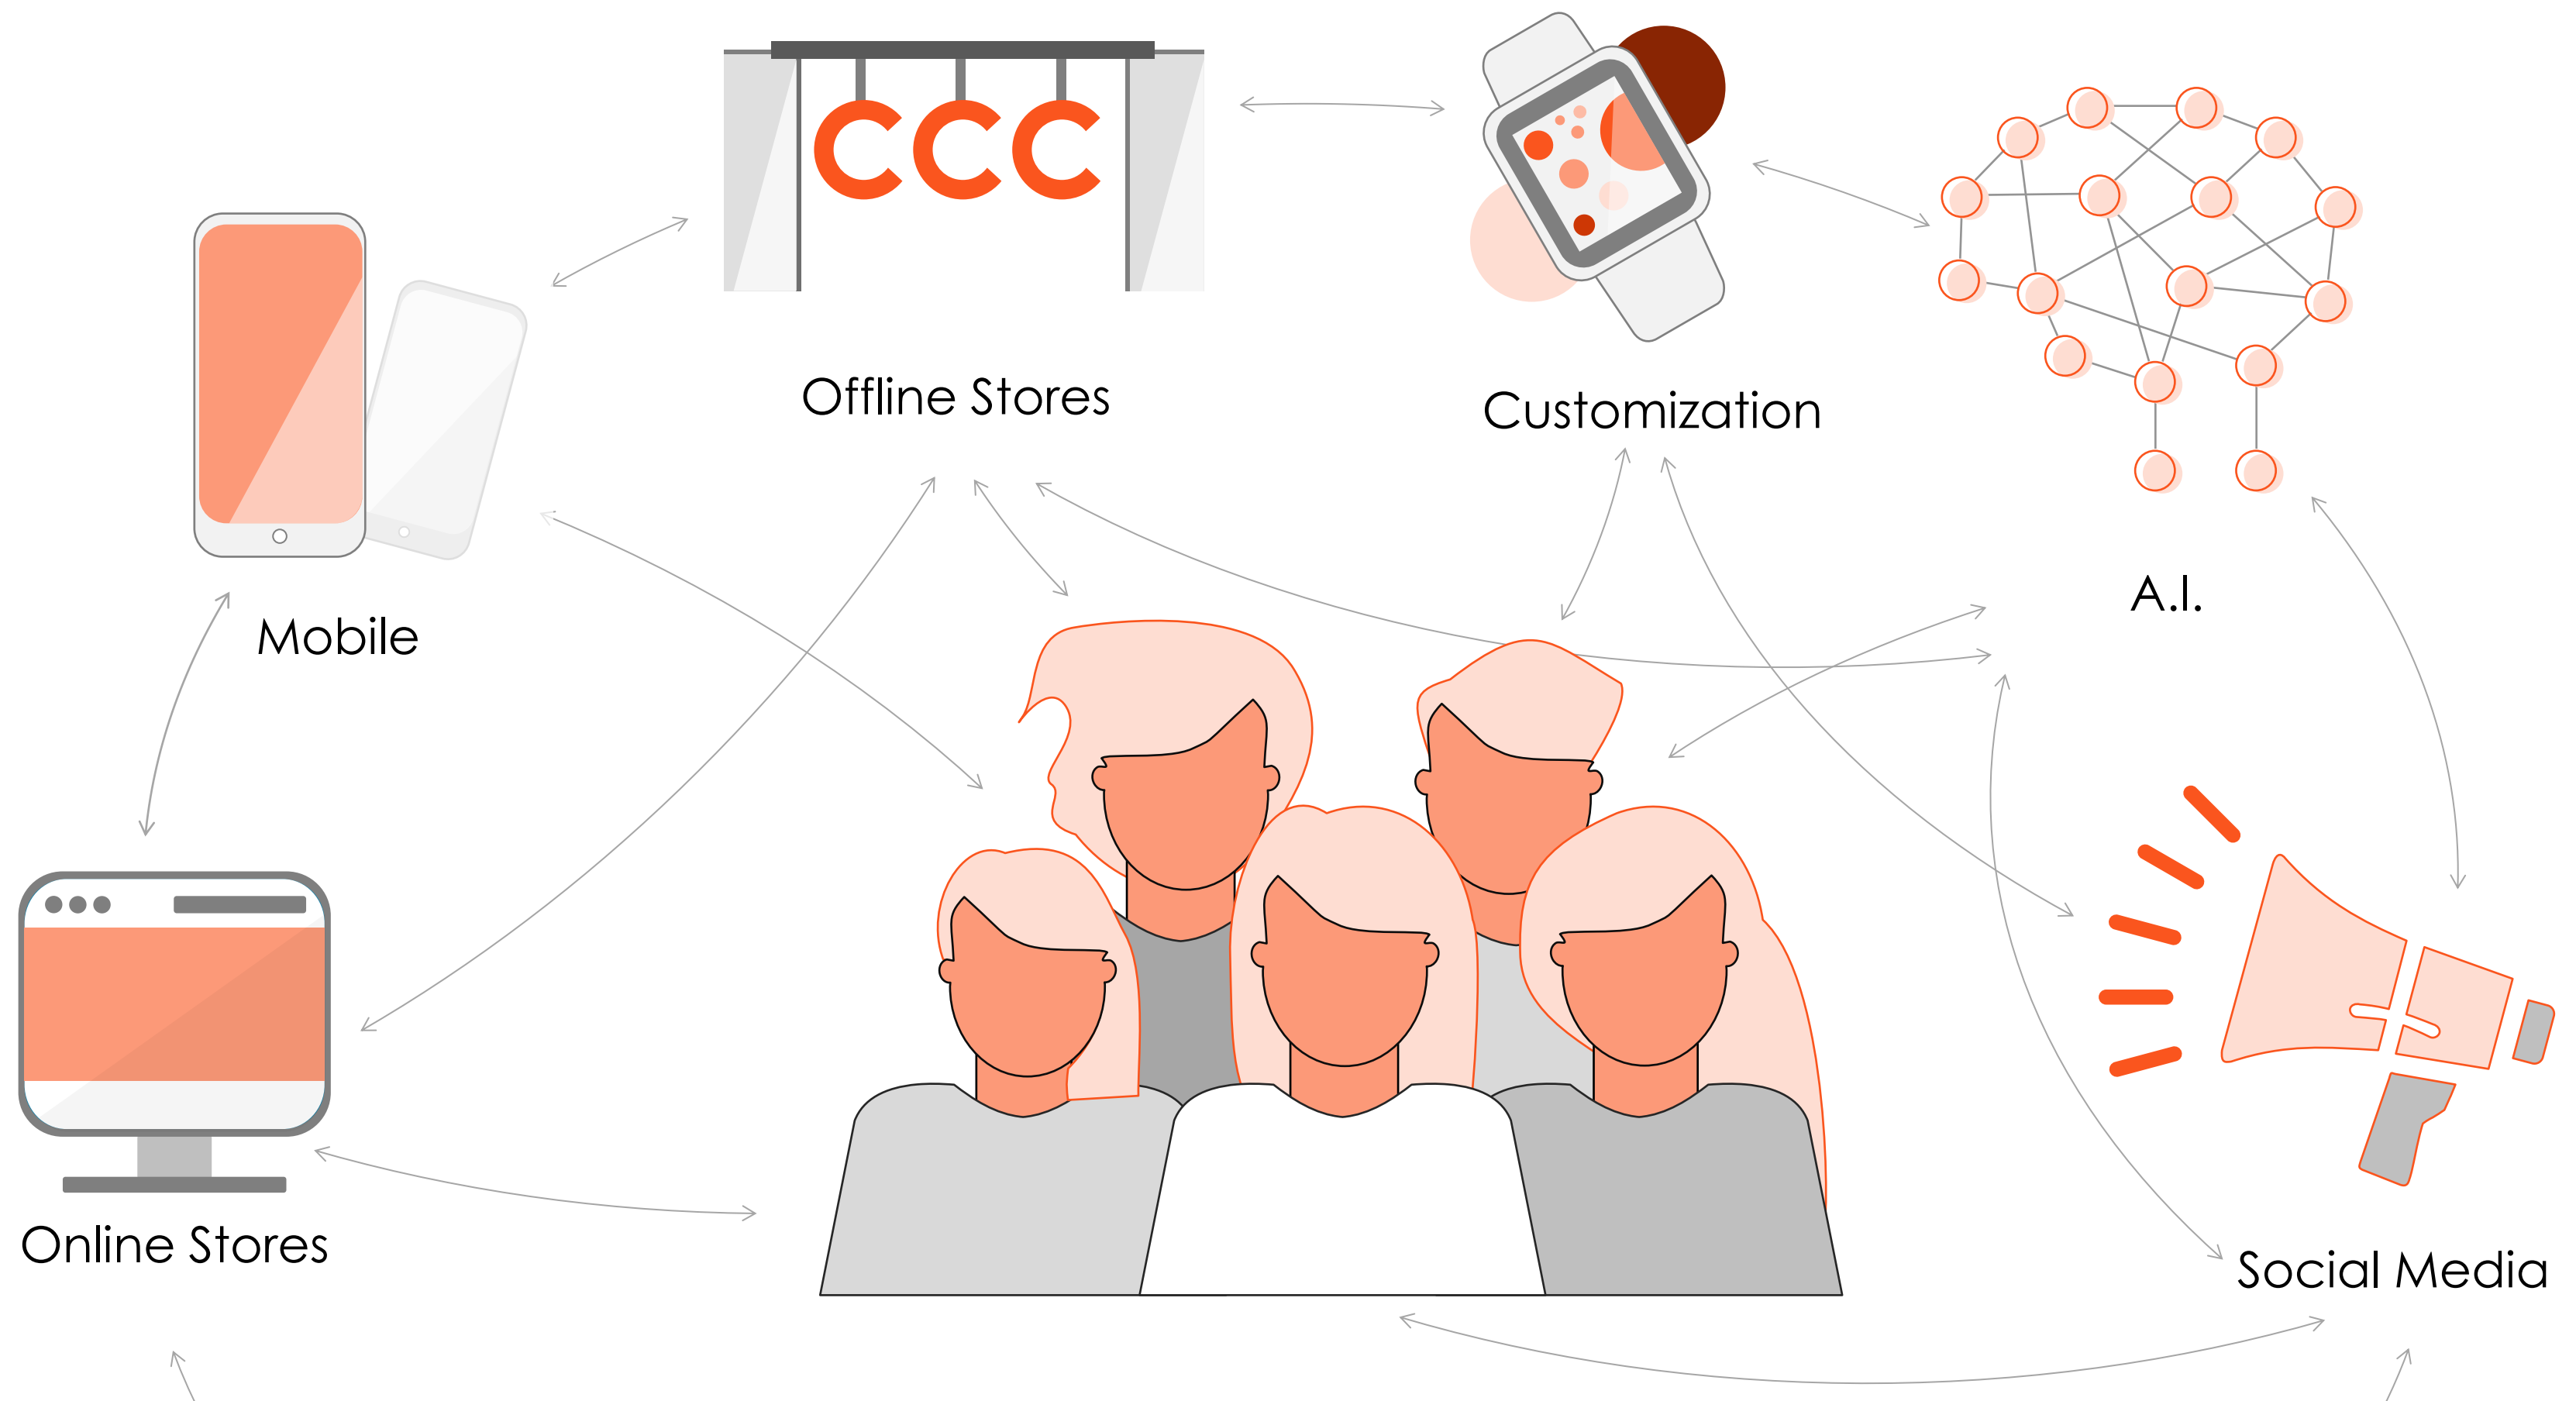 CCC
Offline Stores
Customization
A.I.
Mobile
Online Stores
Social Media